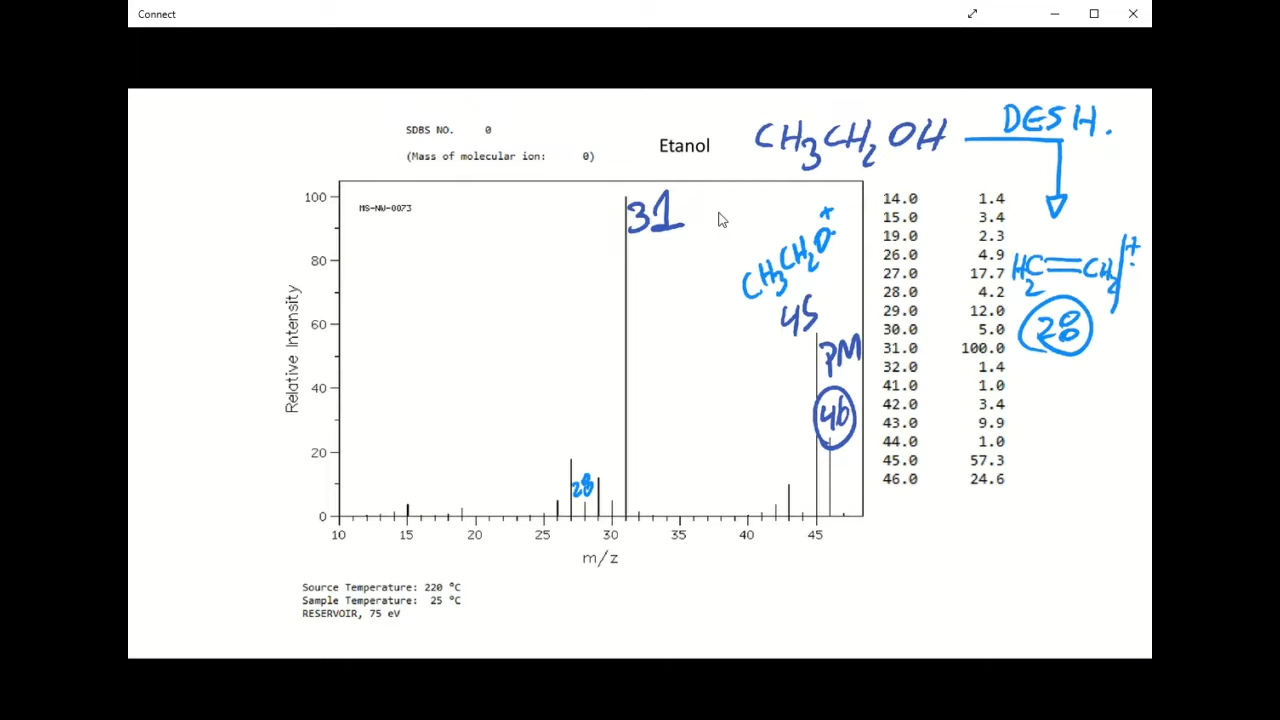 Connect
SDBS NO. 0
(Mass of molecular ion: 0)
Etanol
CH3CH2OH
DESH.
MS-NW-0073
31
CH3CH2O+
45
PM
46
28
H2C=CH2 +.
28
100
80
60
40
20
0
Relative Intensity
10 15 20 25 30 35 40 45
m/z
14.0 1.4
15.0 3.4
19.0 2.3
26.0 4.9
27.0 17.7
28.0 4.2
29.0 12.0
30.0 5.0
31.0 100.0
32.0 1.4
41.0 1.0
42.0 3.4
43.0 9.9
44.0 1.0
45.0 57.3
46.0 24.6
Source Temperature: 220 °C
Sample Temperature: 25 °C
RESERVOIR, 75 eV